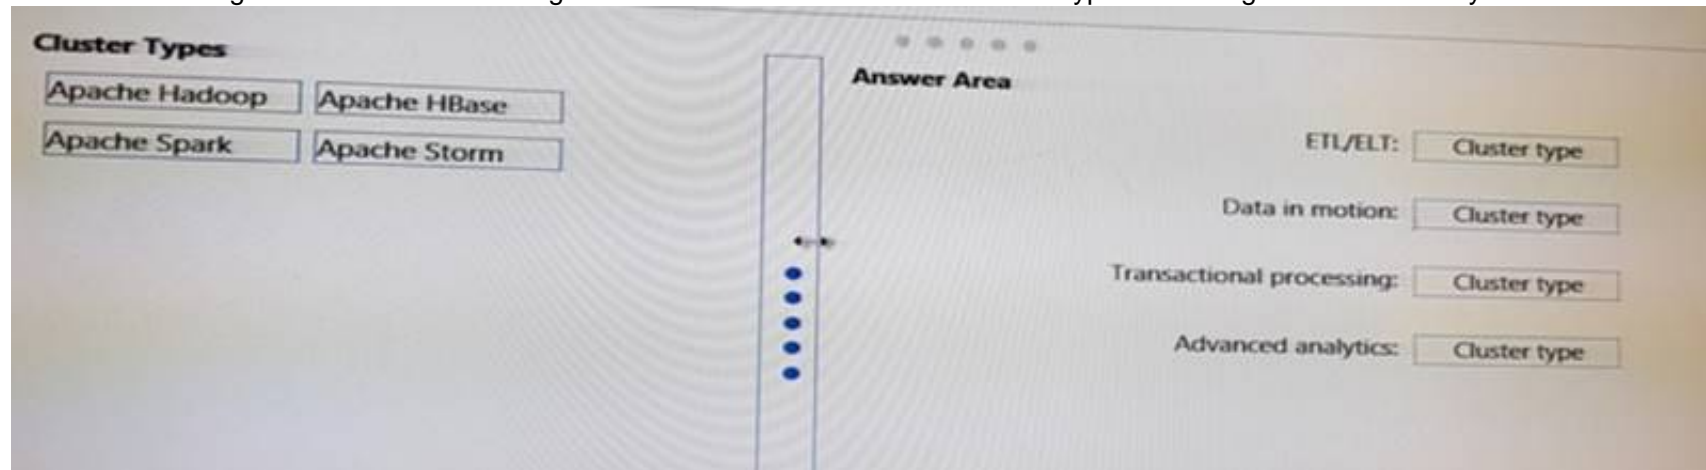 Cluster Types
Apache Hadoop
Apache HBase
Apache Spark
Apache Storm
Answer Area
ETL/ELT: Cluster type
Data in motion: Cluster type
Transactional processing: Cluster type
Advanced analytics: Cluster type